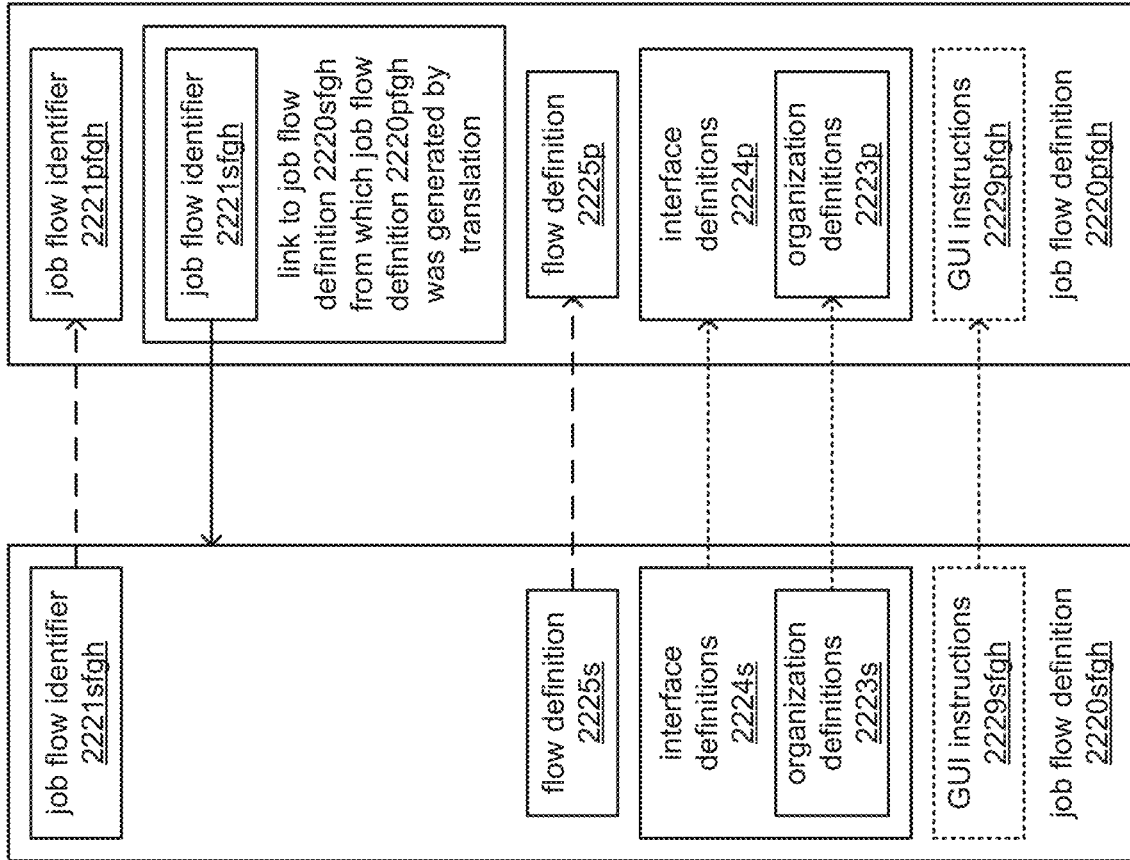 job flow identifier
2221sfgh
flow definition
2225s
interface
definitions
2224s
organization
definitions
2223s
GUI instructions
2229sfgh
job flow definition
2220sfgh
job flow identifier
2221pfgh
job flow identifier
2221sfgh
link to job flow
definition 2220sfgh
from which job flow
definition 2220pfgh
was generated by
translation
flow definition
2225p
interface
definitions
2224p
organization
definitions
2223p
GUI instructions
2229pfgh
job flow definition
2220pfgh